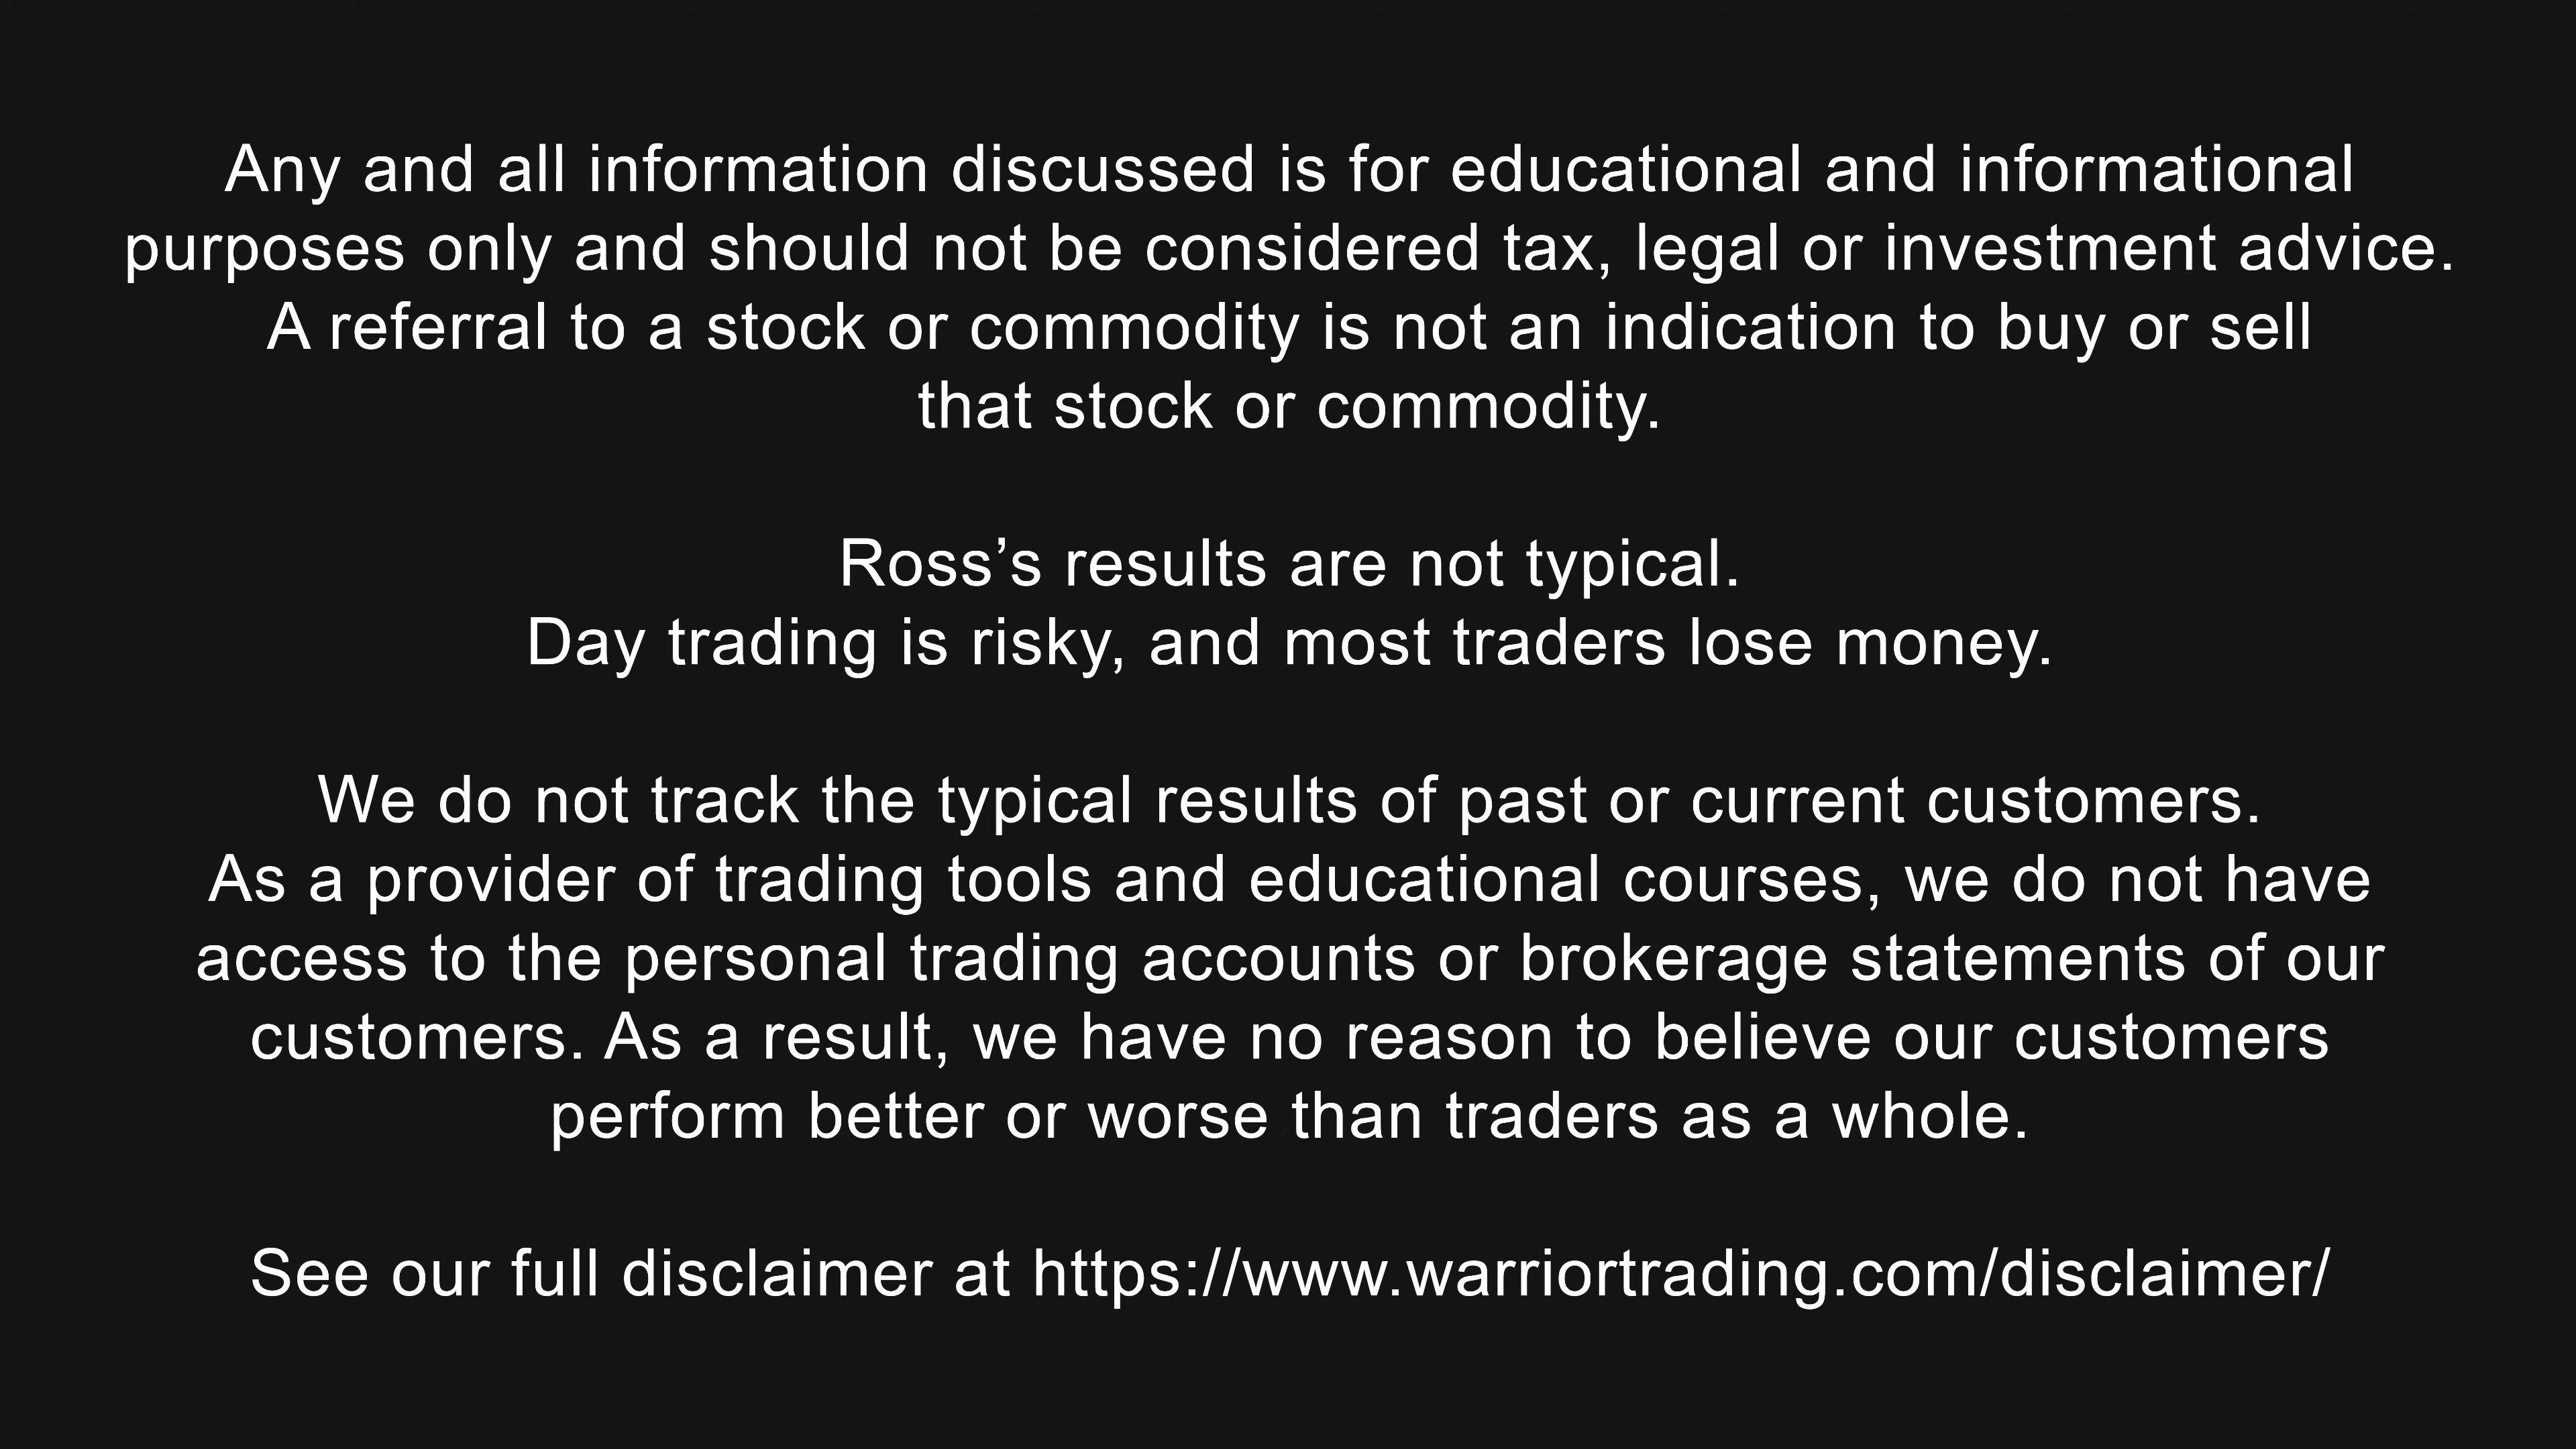 Any and all information discussed is for educational and informational
purposes only and should not be considered tax, legal or investment advice.
A referral to a stock or commodity is not an indication to buy or sell
that stock or commodity.
Ross’s results are not typical.
Day trading is risky, and most traders lose money.
We do not track the typical results of past or current customers.
As a provider of trading tools and educational courses, we do not have
access to the personal trading accounts or brokerage statements of our
customers. As a result, we have no reason to believe our customers
perform better or worse than traders as a whole.
See our full disclaimer at https://www.warriortrading.com/disclaimer/